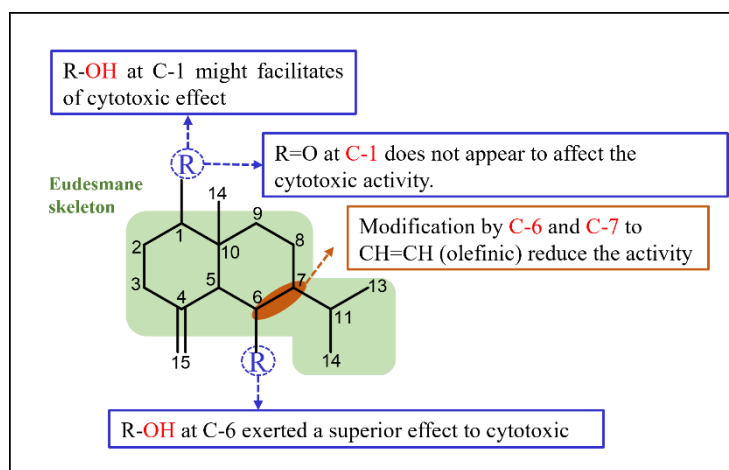 R-OH at C-1 might facilitates
of cytotoxic effect
R
R=O at C-1 does not appear to affect the
cytotoxic activity.
Eudesmane
skeleton
14
9
1
2
8
10
Modification by C-6 and C-7 to
CH=CH (olefinic) reduce the activity
3
5
7
13
4
6
11
15
R
14
R-OH at C-6 exerted a superior effect to cytotoxic